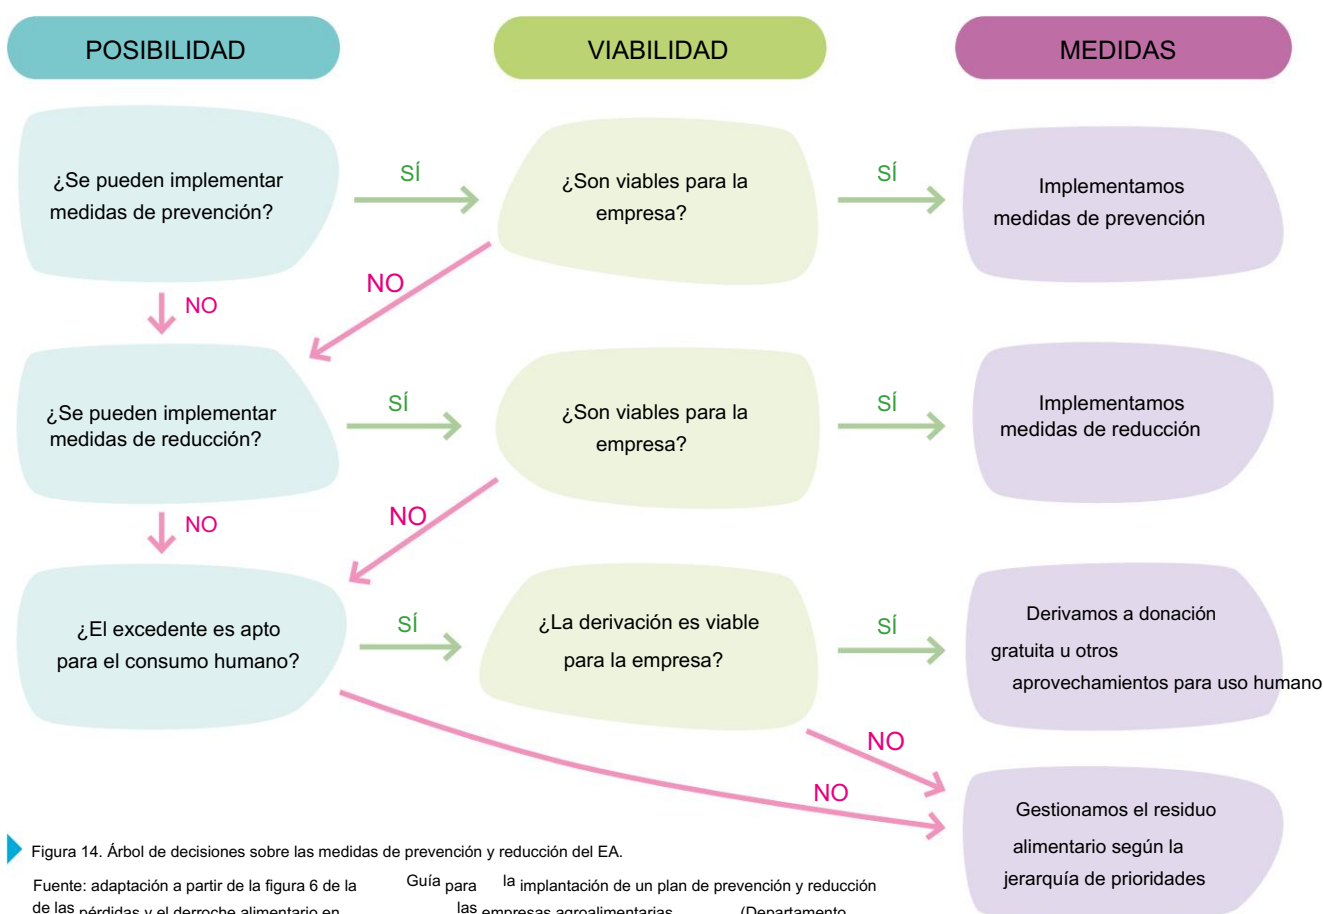 POSIBILIDAD
VIABILIDAD
MEDIDAS
¿Se pueden implementar
medidas de prevención?
SÍ
¿Son viables para la
empresa?
SÍ
Implementamos
medidas de prevención
NO
NO
¿Se pueden implementar
medidas de reducción?
SÍ
¿Son viables para la
empresa?
SÍ
Implementamos
medidas de reducción
NO
NO
¿El excedente es apto
para el consumo humano?
SÍ
¿La derivación es viable
para la empresa?
SÍ
Derivamos a donación
gratuita u otros
aprovechamientos para uso humano
NO
NO
Gestionamos el residuo
alimentario según la
jerarquía de prioridades
Figura 14. Árbol de decisiones sobre las medidas de prevención y reducción del EA.
Fuente: adaptación a partir de la figura 6 de la Guía para la implantación de un plan de prevención y reducción
de las pérdidas y el derroche alimentario en las empresas agroalimentarias (Departamento